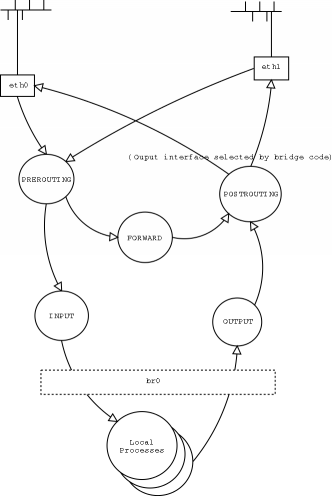 eth0
eth1
(Ouput interface selected by bridge code)
PREROUTING
POSTROUTING
FORWARD
INPUT
OUTPUT
br0
Local
Processes